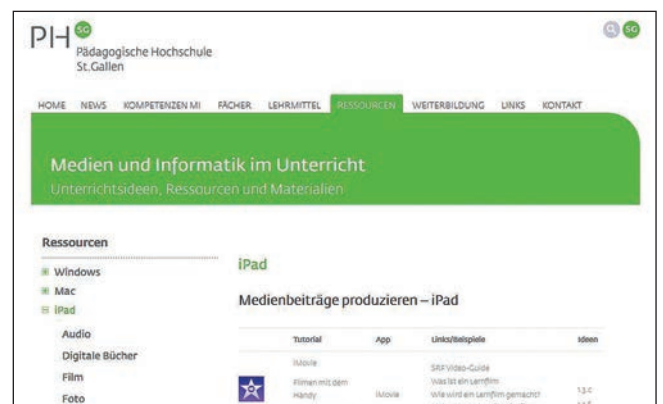 PH SG
Pädagogische Hochschule
St.Gallen
SG
HOME NEWS KOMPETENZEN MI FÄCHER LEHRMITTEL RESSOURCEN WEITERBILDUNG LINKS KONTAKT
Medien und Informatik im Unterricht
Unterrichtsideen, Ressourcen und Materialien
Ressourcen
Windows
Mac
iPad
Audio
Digitale Bücher
Film
Foto
iPad
Medienbeiträge produzieren – iPad
Tutorial App Links/Beispiele Ideen
iMovie
Filmen mit dem
Handy
iMovie
SRF Video-Guide
Was ist ein Lernfilm
Wie wird ein Lernfilm gemacht?
1.3.c